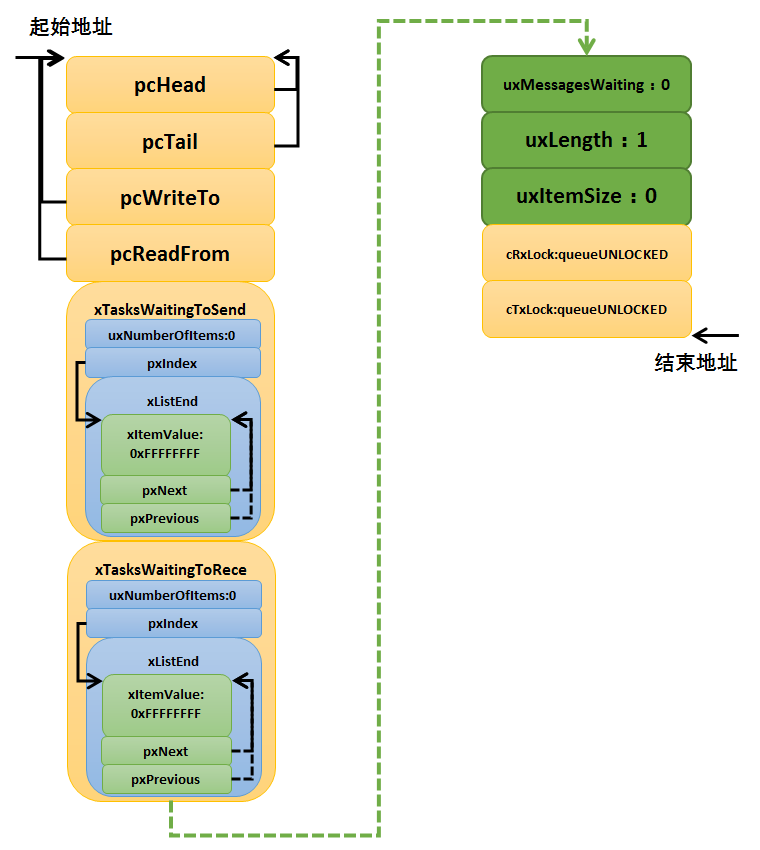 起始地址
pcHead
pcTail
pcWriteTo
pcReadFrom
xTasksWaitingToSend
uxNumberOfItems:0
pxIndex
xListEnd
xItemValue:
0xFFFFFFFF
pxNext
pxPrevious
xTasksWaitingToRece
uxNumberOfItems:0
pxIndex
xListEnd
xItemValue:
0xFFFFFFFF
pxNext
pxPrevious
uxMessagesWaiting：0
uxLength：1
uxItemSize：0
cRxLock:queueUNLOCKED
cTxLock:queueUNLOCKED
结束地址